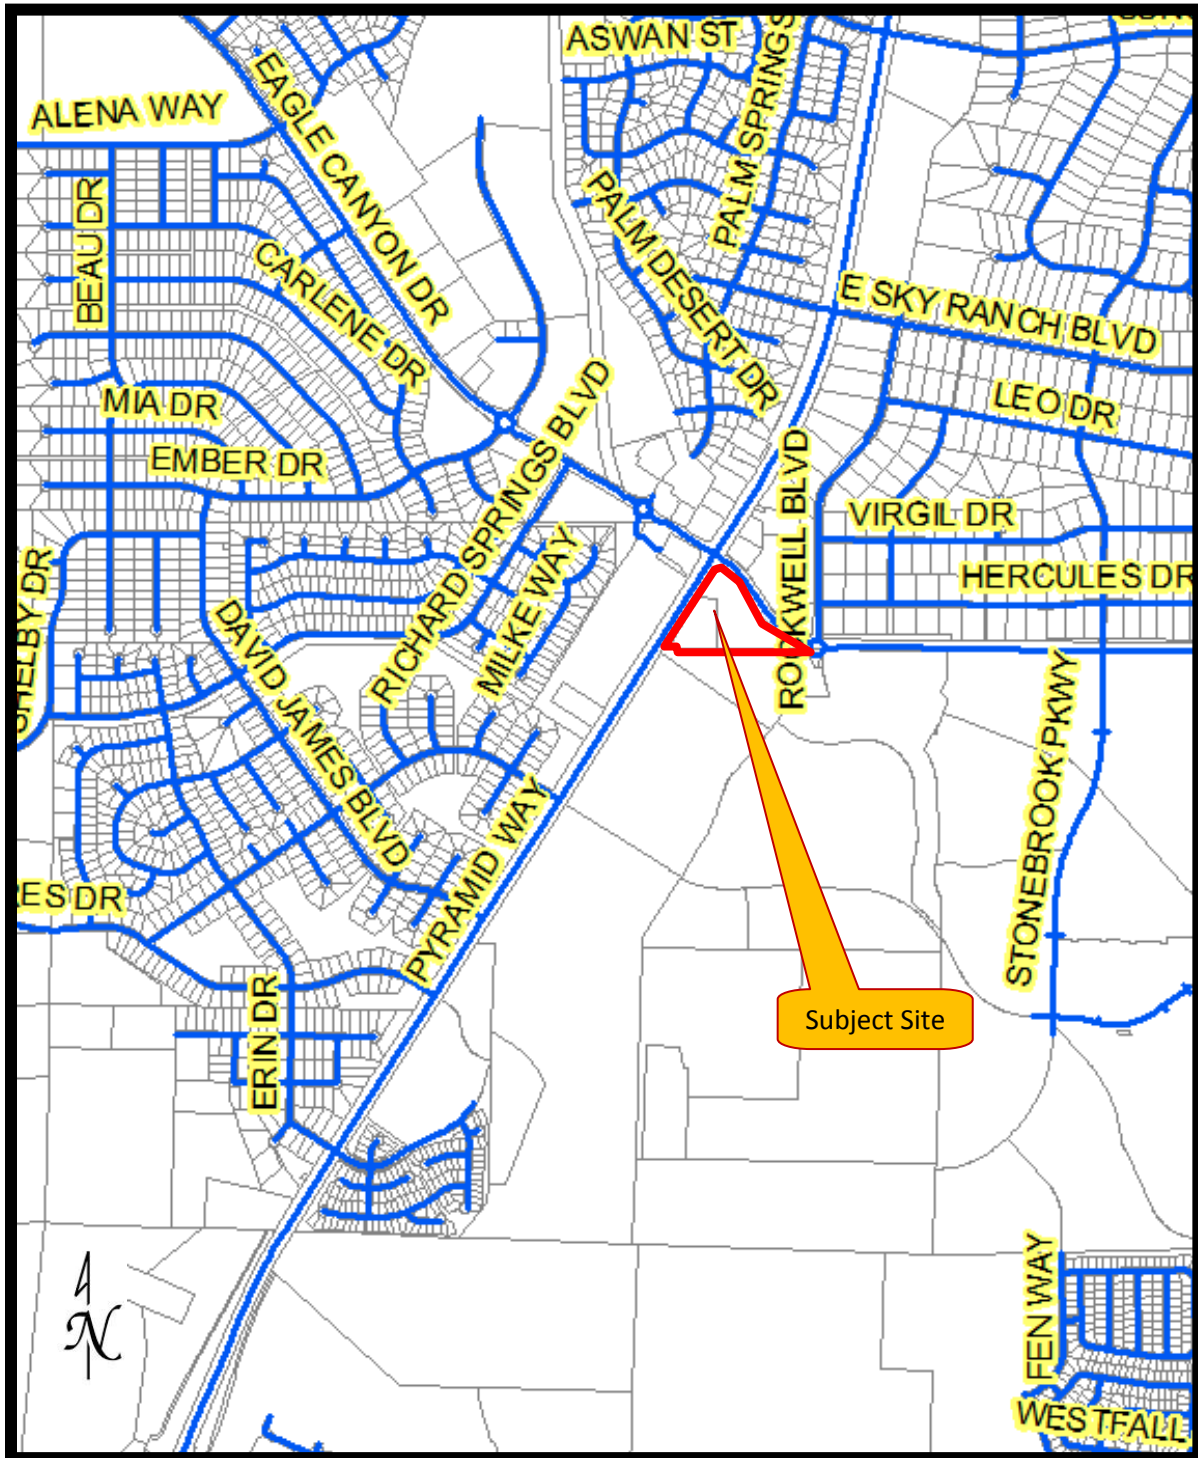 ASWAN ST
PALM SPRINGS
EAGLE CANYON DR
ALENA WAY
BEAU DR
CARLENE DR
PALM DESERT DR
E SKY RANCH BLVD
MIA DR
LEO DR
EMBER DR
RICHARD SPRINGS BLVD
ROCKWELL BLVD
VIRGIL DR
MILKE WAY
HERCULES DR
SHELBY DR
DAVID JAMES BLVD
STONEBROOK PKWY
PYRAMID WAY
RES DR
ERIN DR
Subject Site
N
FEN WAY
WESTFALL